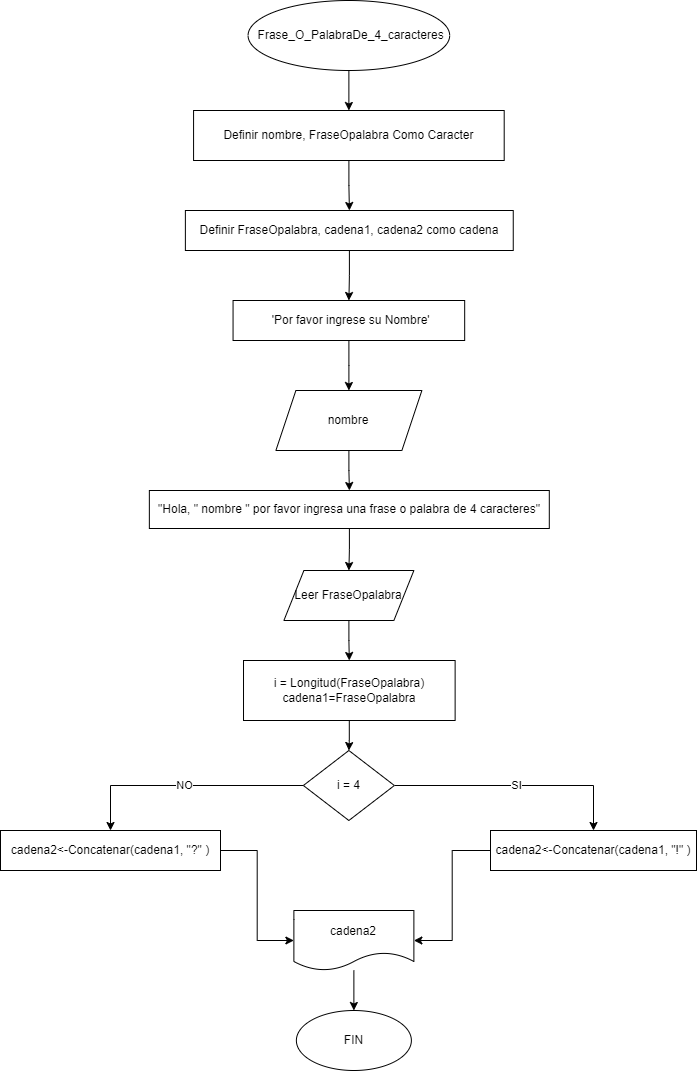 Frase_O_PalabraDe_4_caracteres
Definir nombre, FraseOpalabra Como Caracter
Definir FraseOpalabra, cadena1, cadena2 como cadena
'Por favor ingrese su Nombre'
nombre
"Hola, " nombre " por favor ingresa una frase o palabra de 4 caracteres"
Leer FraseOpalabra
i = Longitud(FraseOpalabra)
cadena1=FraseOpalabra
i = 4
NO
SI
cadena2<-Concatenar(cadena1, "?" )
cadena2<-Concatenar(cadena1, "!" )
cadena2
FIN